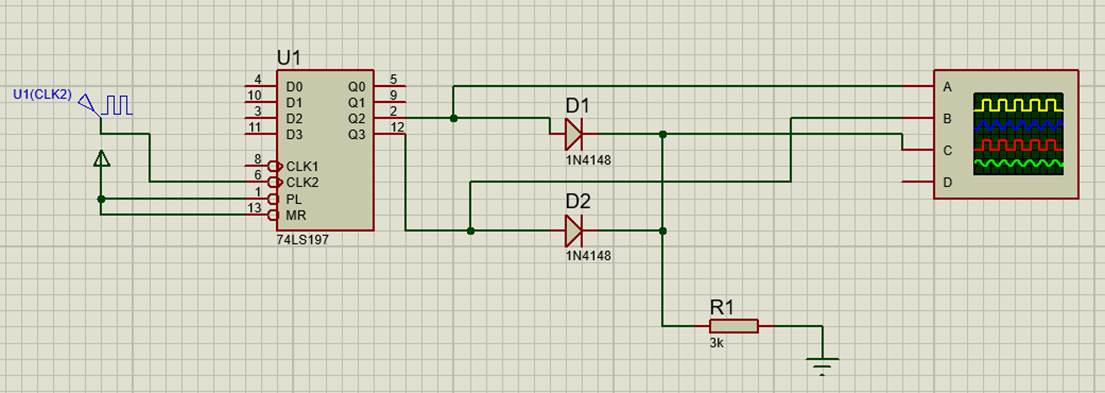 U1(CLK2)
U1
4 D0 Q0 5
10 D1 Q1 9
3 D2 Q2 2
11 D3 Q3 12
8 CLK1
6 CLK2
1 PL
13 MR
74LS197
D1
1N4148
D2
1N4148
R1
3k
A
B
C
D